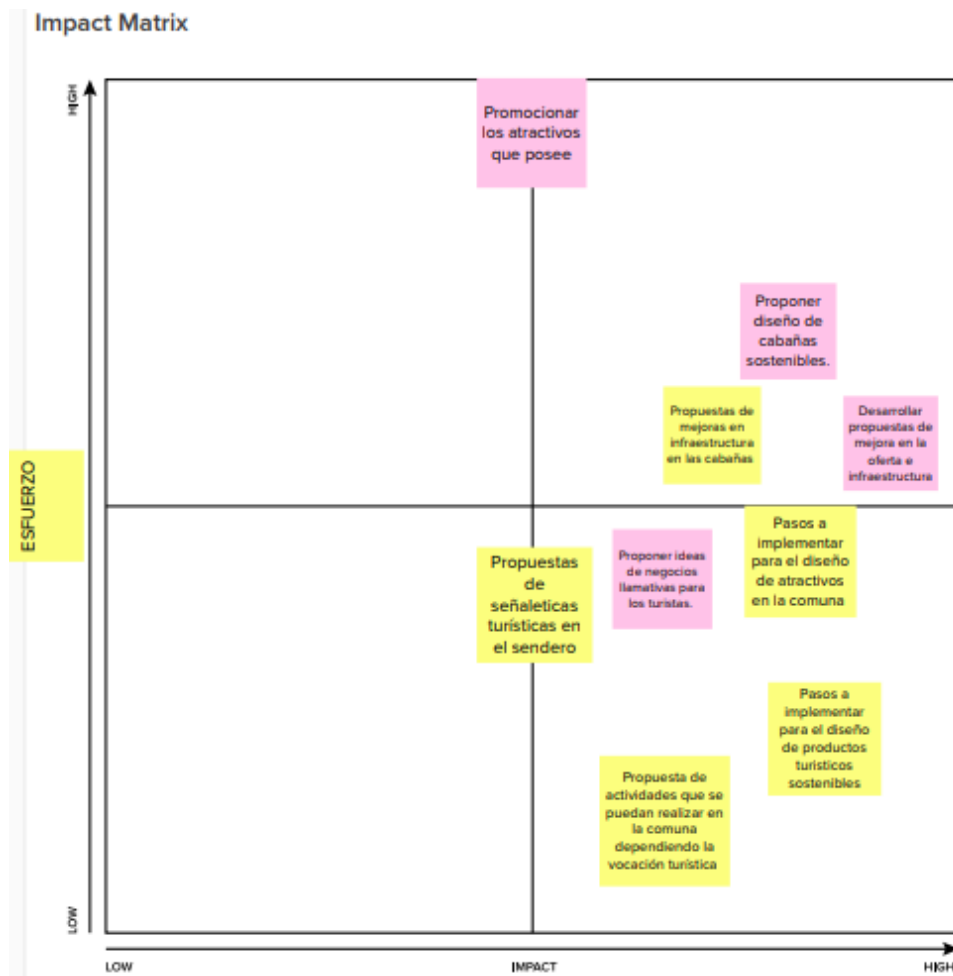 Impact Matrix
HIGH
Promocionar
los atractivos
que posee
Proponer
diseño de
cabañas
sostenibles.
Propuestas de
mejoras en
infraestructura
en las cabañas
Desarrollar
propuestas de
mejora en la
oferta e
infraestructura
ESFUERZO
Propuestas
de
señaleticas
turísticas en
el sendero
Proponer ideas
de negocios
llamativas para
los turistas.
Pasos a
implementar
para el diseño
de atractivos
en la comuna
Pasos a
implementar
para el diseño
de productos
turisticos
sostenibles
Propuesta de
actividades que se
puedan realizar en
la comuna
dependiendo la
vocación turística
LOW
LOW
IMPACT
HIGH